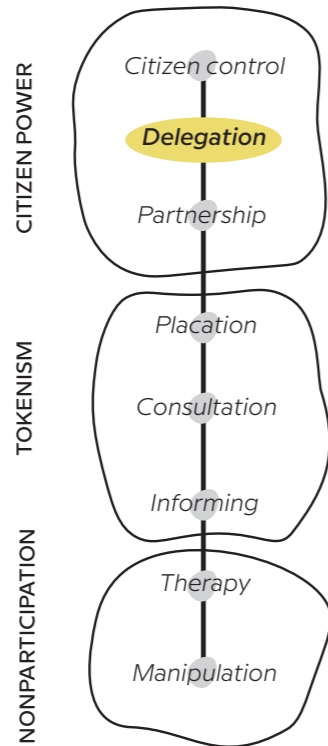 CITIZEN POWER
Citizen control
Delegation
Partnership
TOKENISM
Placation
Consultation
Informing
NONPARTICIPATION
Therapy
Manipulation